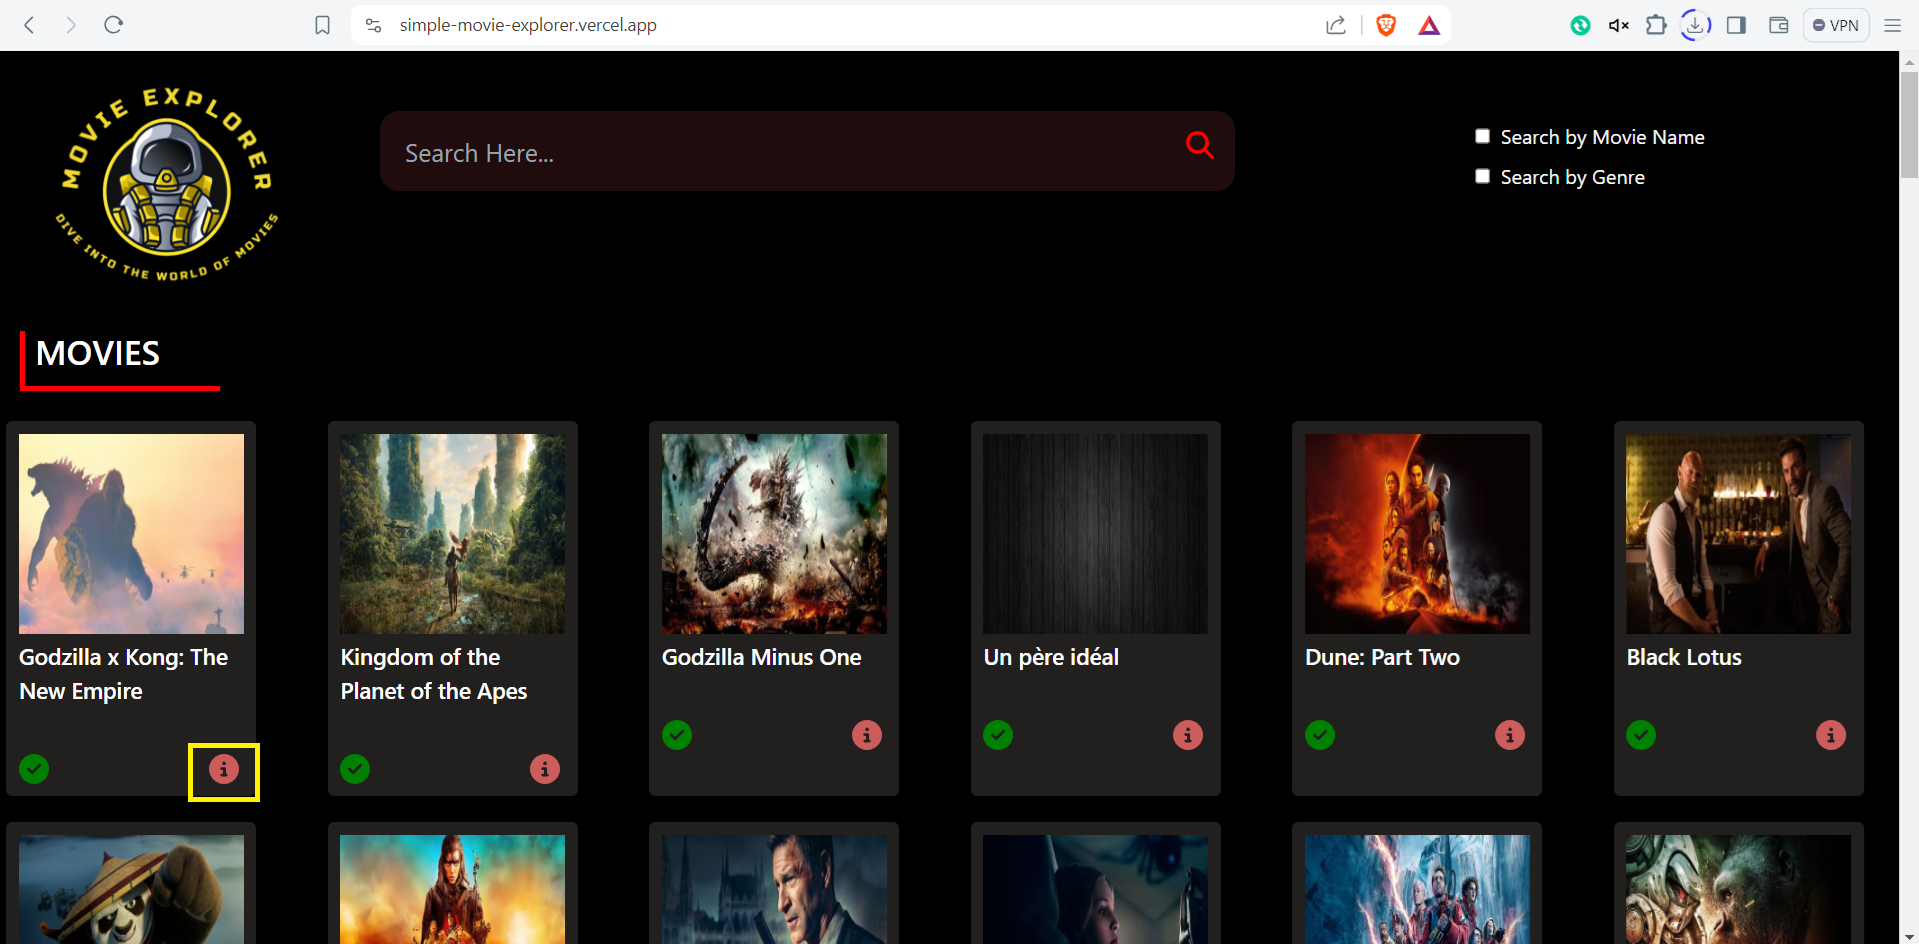 simple-movie-explorer.vercel.app
VPN
MOVIE EXPLORER
DIVE INTO THE WORLD OF MOVIES
Search Here...
Search by Movie Name
Search by Genre
MOVIES
Godzilla x Kong: The
New Empire
Kingdom of the
Planet of the Apes
Godzilla Minus One
Un père idéal
Dune: Part Two
Black Lotus